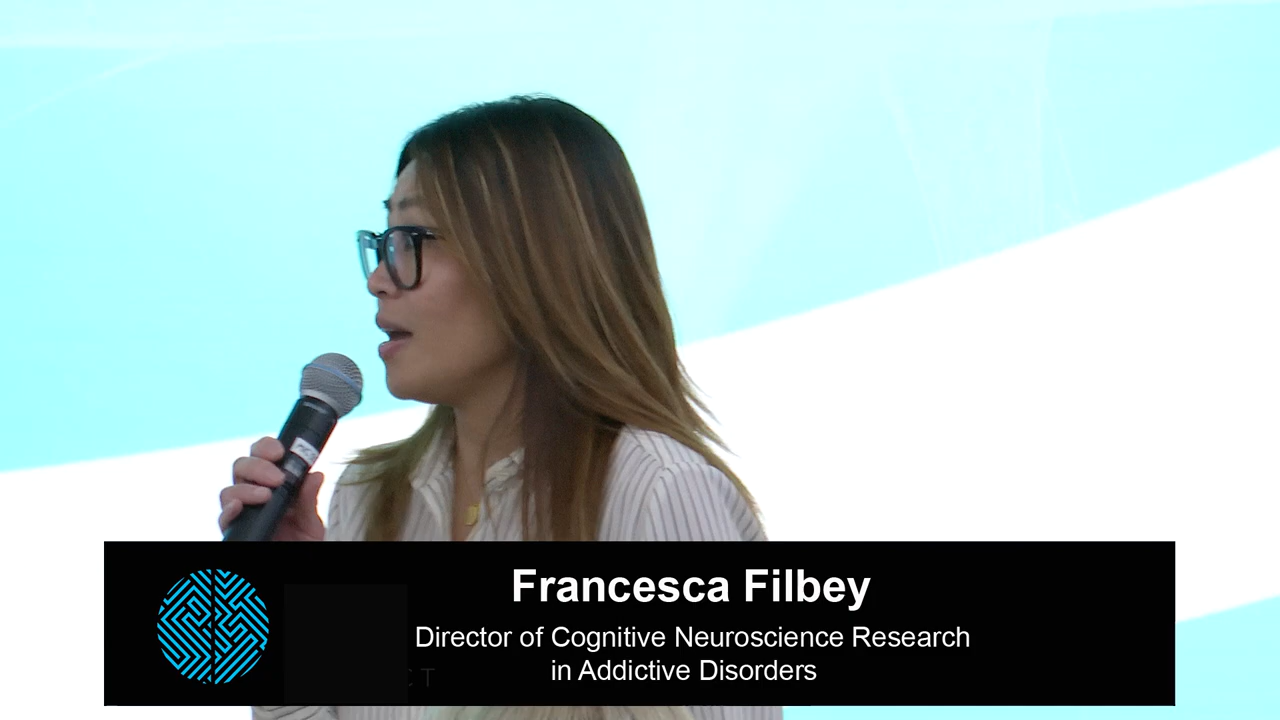 Francesca Filbey
Director of Cognitive Neuroscience Research
in Addictive Disorders